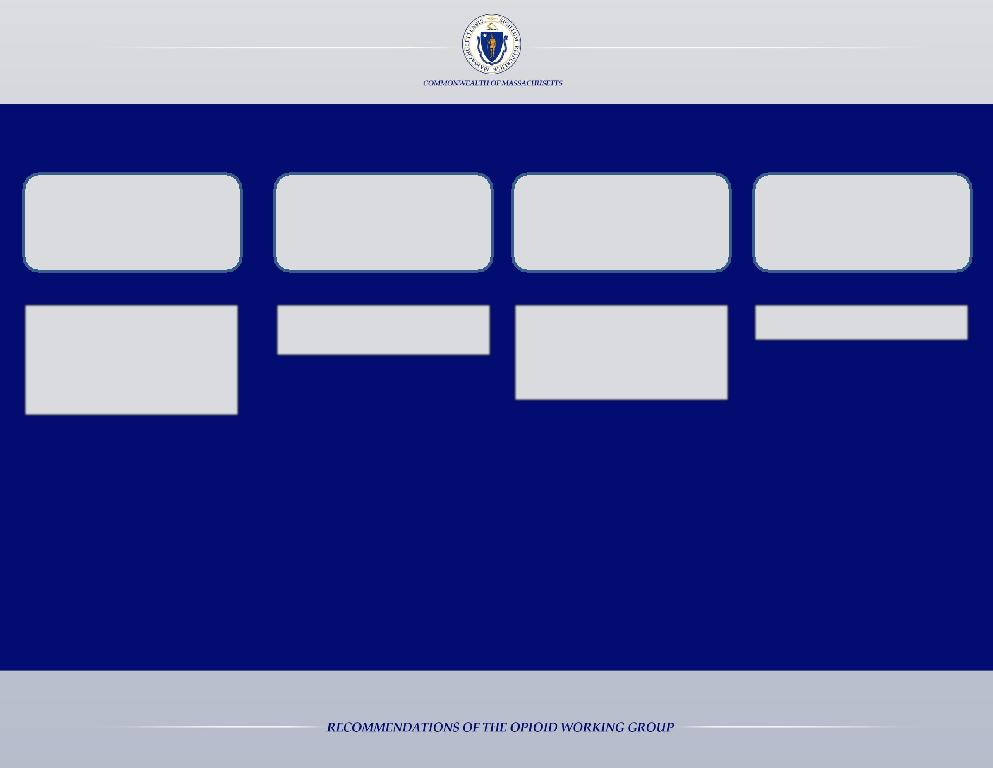 COMMONWEALTH OF MASSACHUSETTS
RECOMMENDATIONS OF THE OPIOID WORKING GROUP